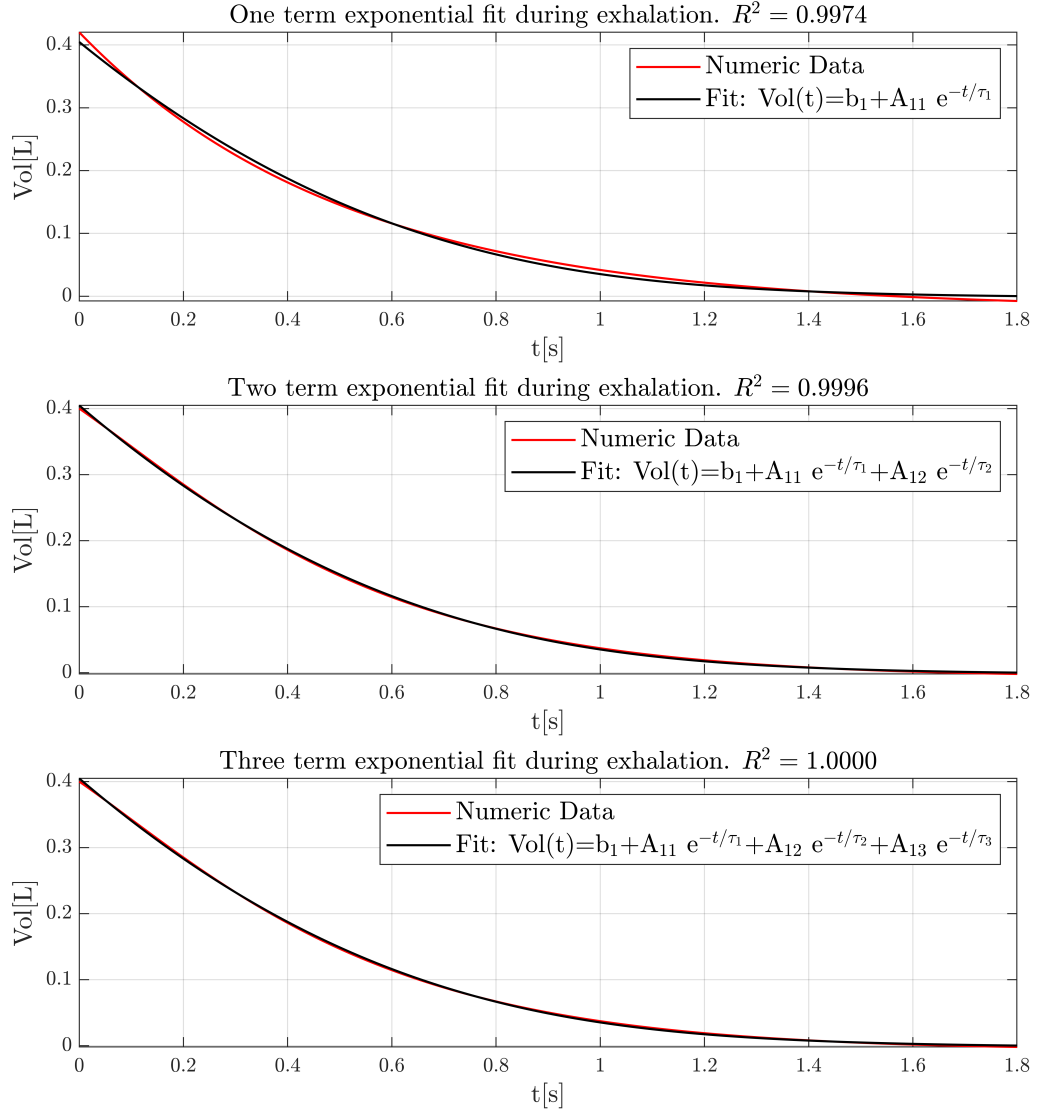 One term exponential fit during exhalation. R² = 0.9974
Numeric Data
Fit: Vol(t)=b₁+A₁₁ e^{-t/τ₁}
Vol[L]
0.4
0.3
0.2
0.1
0
0 0.2 0.4 0.6 0.8 1 1.2 1.4 1.6 1.8
t[s]
Two term exponential fit during exhalation. R² = 0.9996
Numeric Data
Fit: Vol(t)=b₁+A₁₁ e^{-t/τ₁}+A₁₂ e^{-t/τ₂}
Vol[L]
0.4
0.3
0.2
0.1
0
0 0.2 0.4 0.6 0.8 1 1.2 1.4 1.6 1.8
t[s]
Three term exponential fit during exhalation. R² = 1.0000
Numeric Data
Fit: Vol(t)=b₁+A₁₁ e^{-t/τ₁}+A₁₂ e^{-t/τ₂}+A₁₃ e^{-t/τ₃}
Vol[L]
0.4
0.3
0.2
0.1
0
0 0.2 0.4 0.6 0.8 1 1.2 1.4 1.6 1.8
t[s]